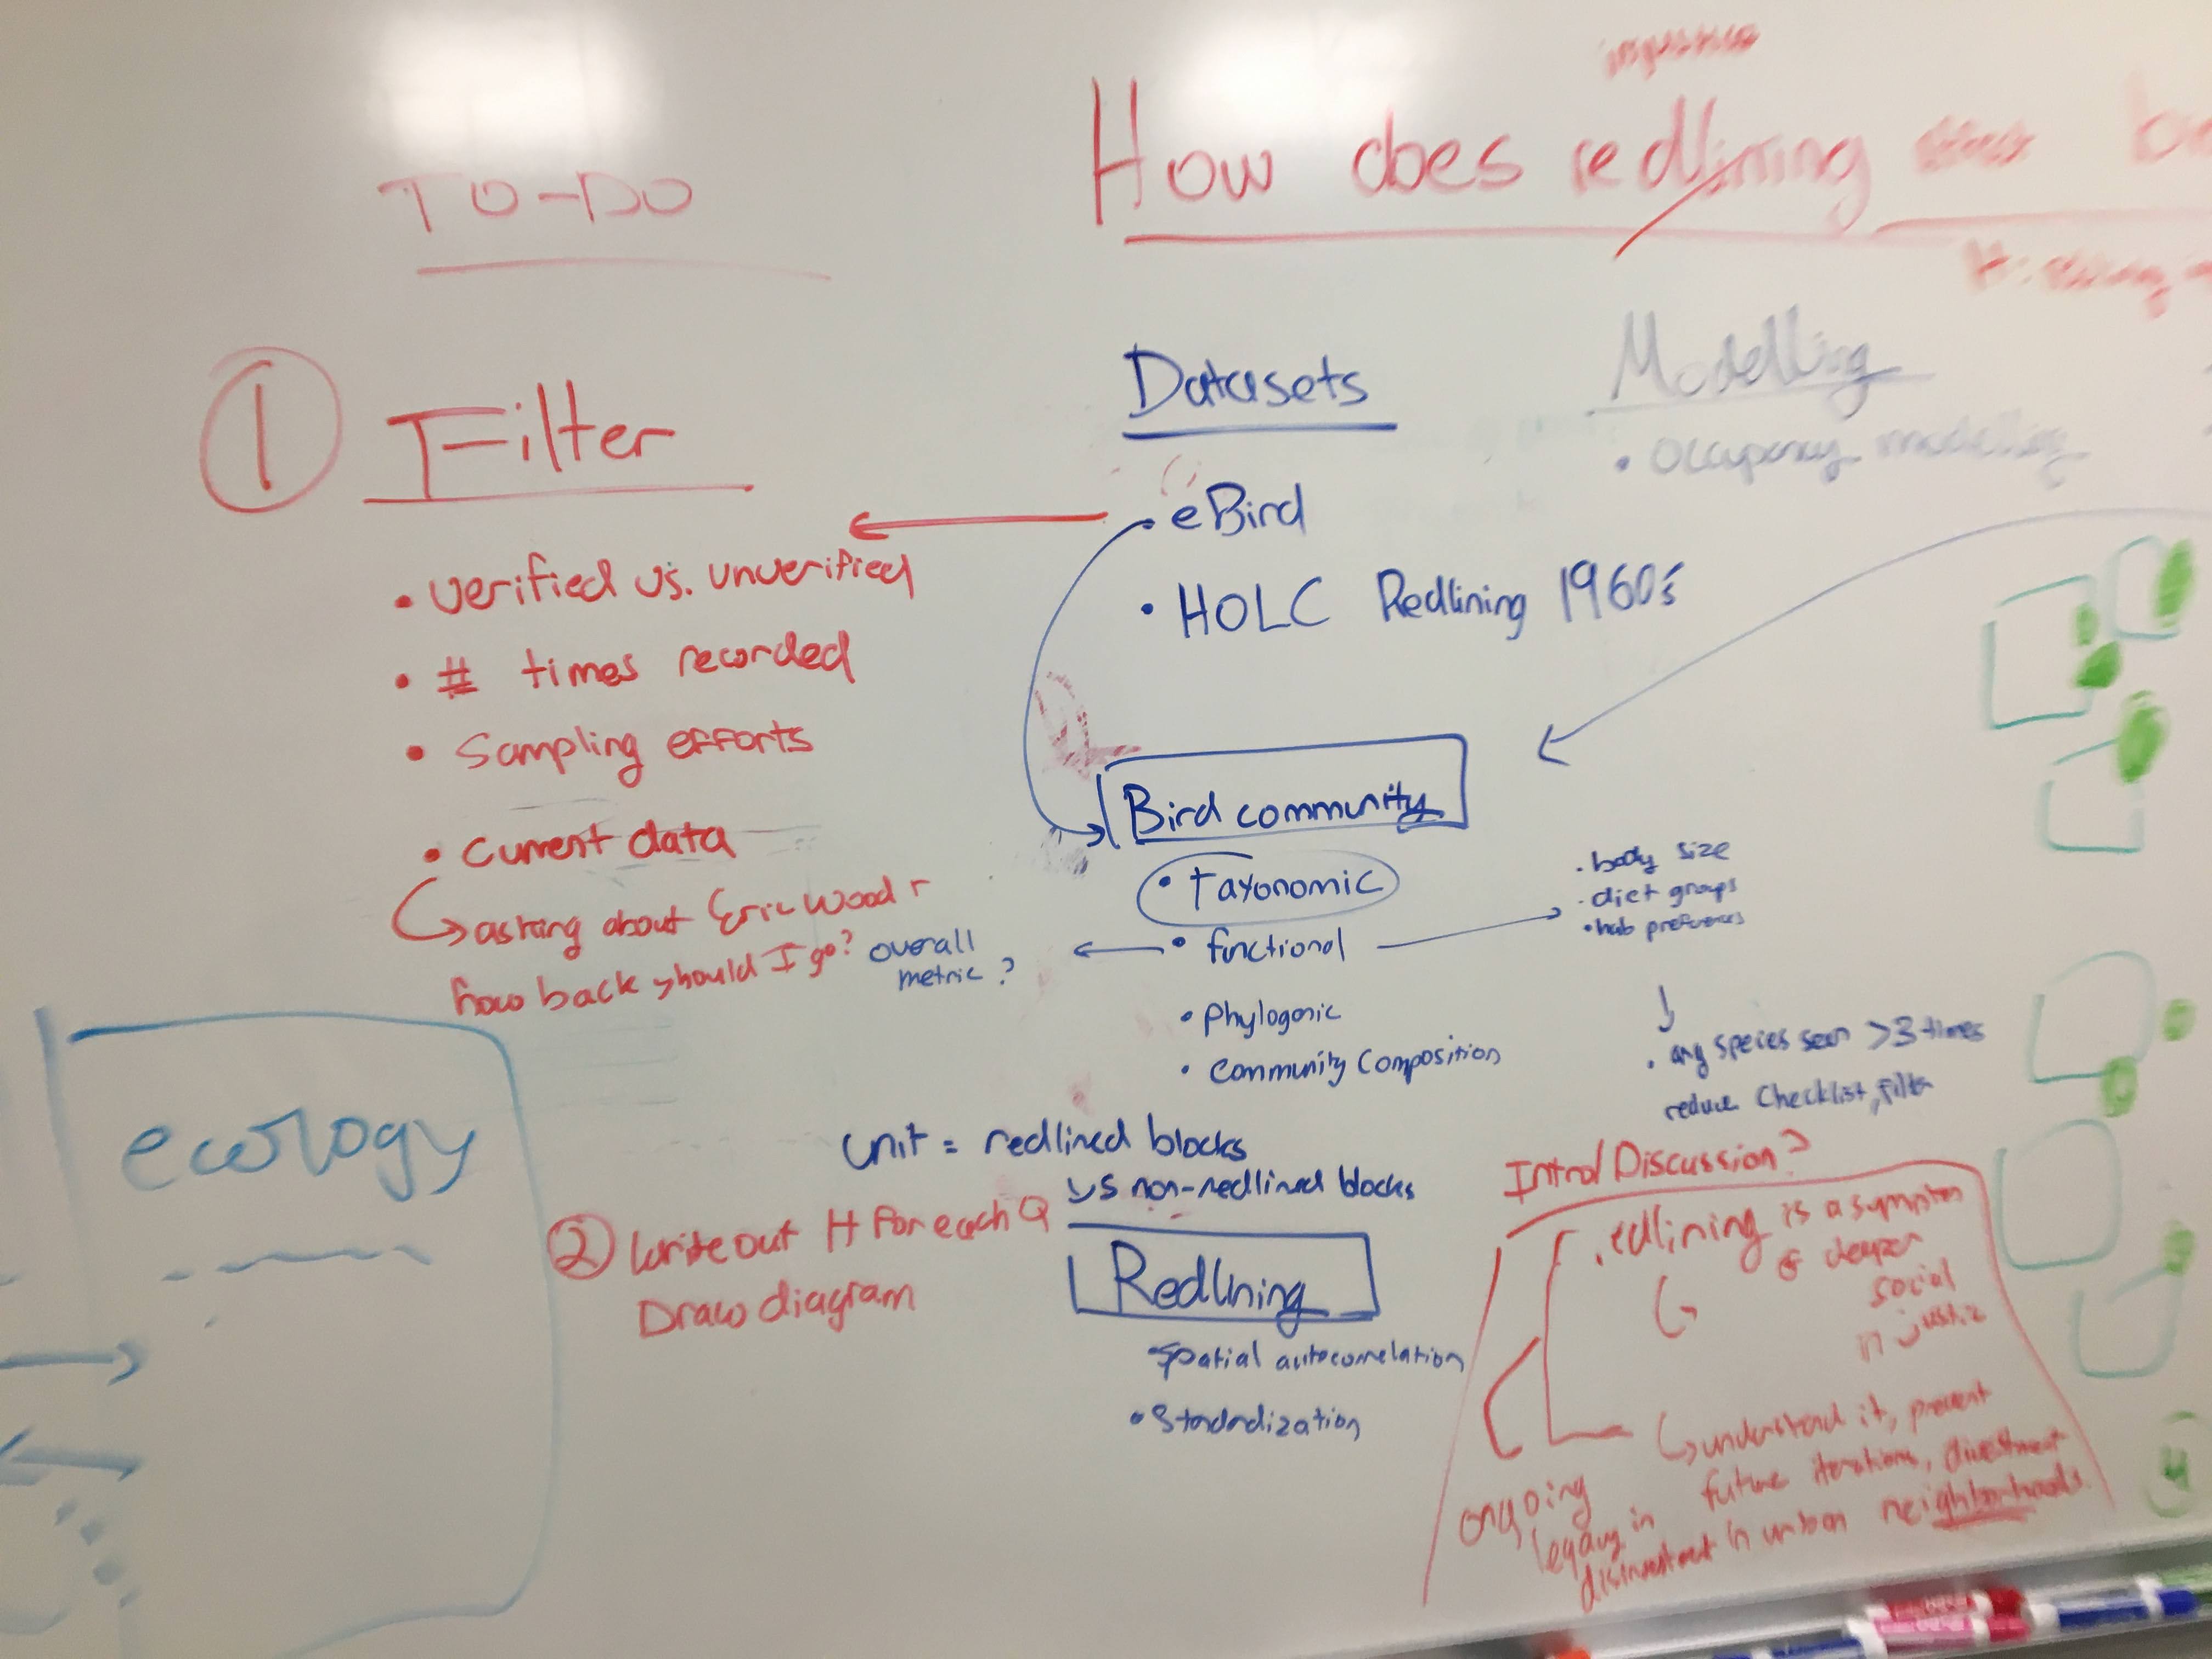 TO-DO
How does redlining
① Filter
• verified vs. unverified
• # times recorded
• Sampling efforts
• current data
asking about Eric Wood +
how back should I go?
Datasets
• eBird
• HOLC Redlining 1960s
Modelling
• Occupancy modelling
Bird community
• Taxonomic
• functional
• Phylogenic
• Community Composition
overall
metric?
• body size
• diet groups
• hab preferences
• any species seen >3 times
reduce Checklist, filter
unit = redlined blocks
vs non-redlined blocks
② Write out H for each Q
Draw diagram
Redlining
• Spatial autocorrelation
• Standardization
ecology
Intro/Discussion?
• redlining is a symptom
of deeper
social
injustice
understand it, prevent
future iterations, divestment
ongoing
legacy in
disinvestment in urban neighborhoods